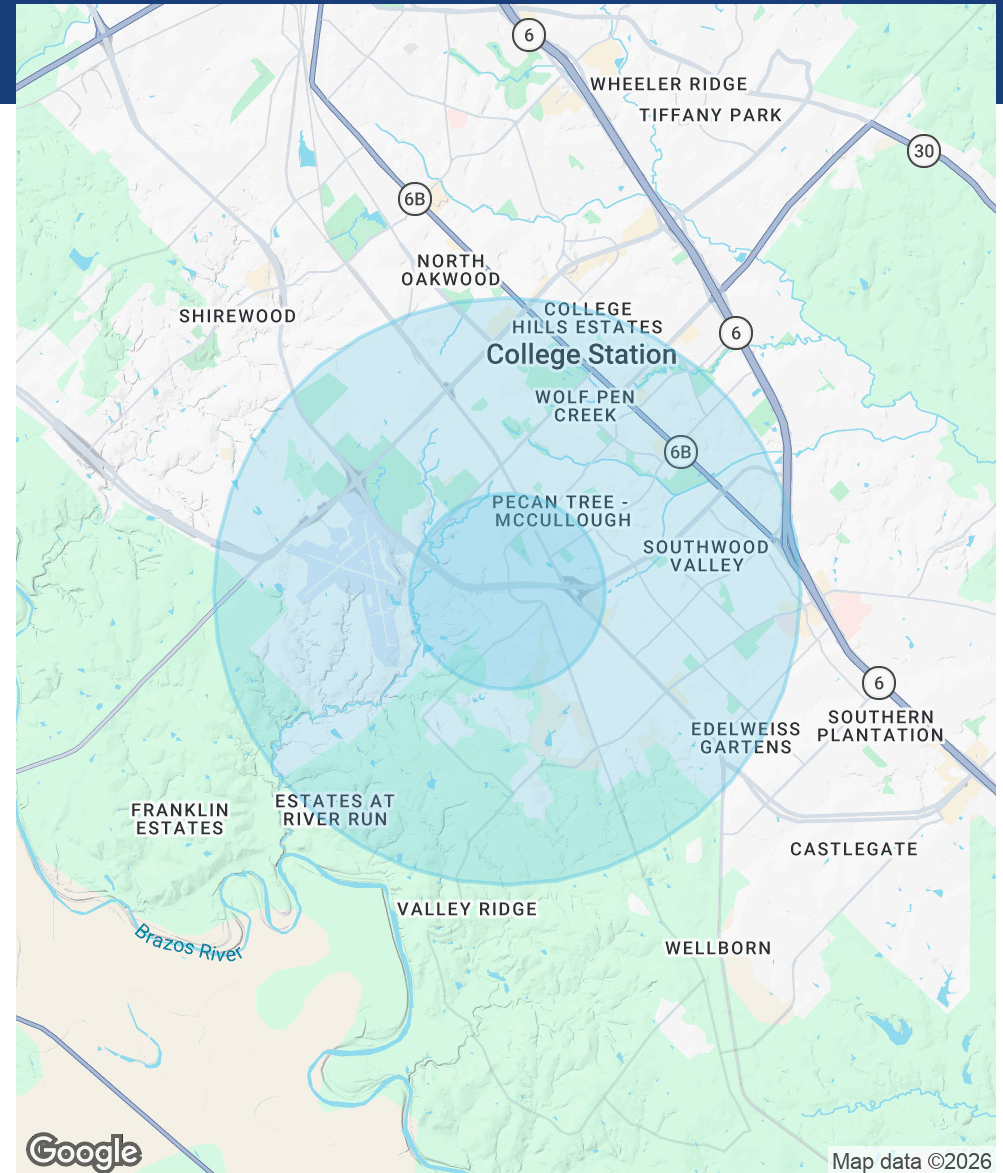 6
WHEELER RIDGE
TIFFANY PARK
30
6B
NORTH
OAKWOOD
SHIREWOOD
COLLEGE
HILLS ESTATES
6
College Station
WOLF PEN
CREEK
6B
PECAN TREE -
MCCULLOUGH
SOUTHWOOD
VALLEY
6
SOUTHERN
PLANTATION
EDELWEISS
GARTENS
ESTATES AT
RIVER RUN
FRANKLIN
ESTATES
CASTLEGATE
VALLEY RIDGE
Brazos River
WELLBORN
Google
Map data ©2026